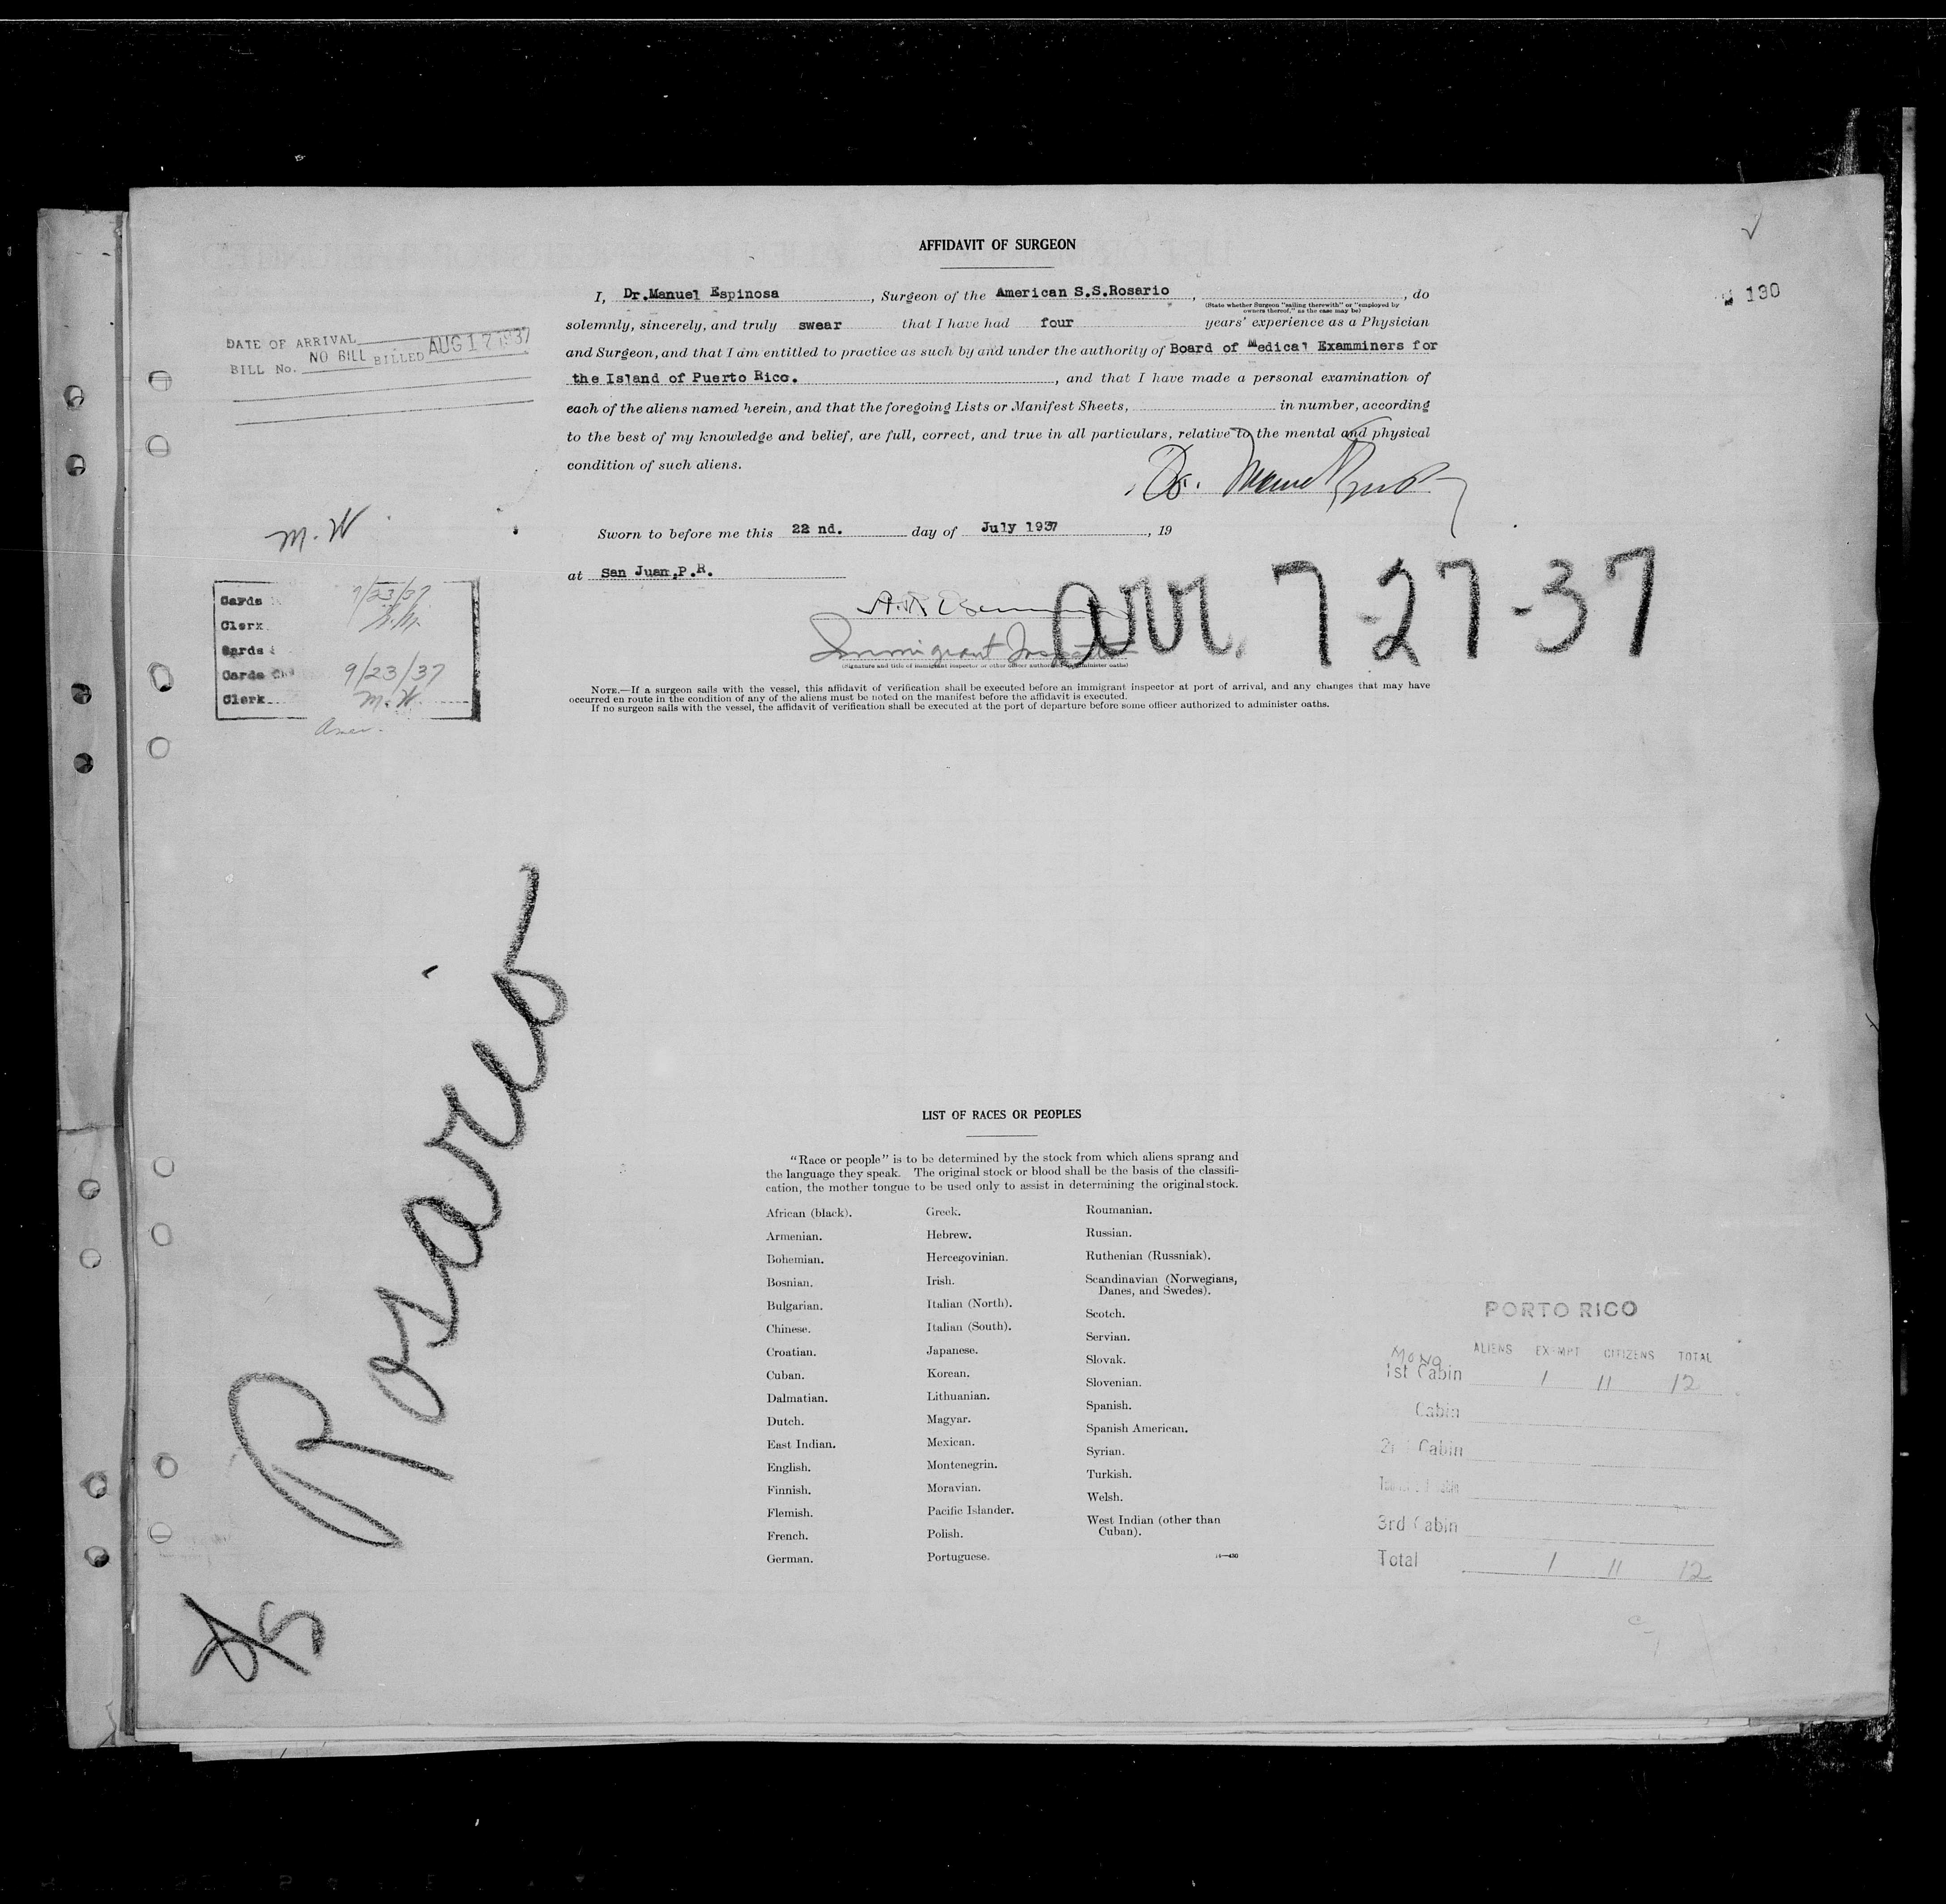 AFFIDAVIT OF SURGEON
I, Dr.Manuel Espinosa, Surgeon of the American S.S.Rosario, , do
(State whether Surgeon "sailing therewith" or "employed by
owners thereof," as the case may be)
solemnly, sincerely, and truly swear that I have had four years' experience as a Physician
and Surgeon, and that I am entitled to practice as such by and under the authority of Board of Medical Examminers for
the Island of Puerto Rico. , and that I have made a personal examination of
each of the aliens named herein, and that the foregoing Lists or Manifest Sheets, in number, according
to the best of my knowledge and belief, are full, correct, and true in all particulars, relative to the mental and physical
condition of such aliens.
Dr. Manuel
Sworn to before me this 22 nd. day of July 1937, 19
at San Juan,P.R.
Immigrant Inspector
(Signature and title of immigrant inspector or other officer authorized to administer oaths)
Arr. 7-27-37
NOTE.—If a surgeon sails with the vessel, this affidavit of verification shall be executed before an immigrant inspector at port of arrival, and any changes that may have
occurred en route in the condition of any of the aliens must be noted on the manifest before the affidavit is executed.
If no surgeon sails with the vessel, the affidavit of verification shall be executed at the port of departure before some officer authorized to administer oaths.
130
DATE OF ARRIVAL
NO BILL BILLED AUG 17 1937
BILL No.
M.W
Cards 9/23/37
Clerk
Cards
Cards 9/23/37
Clerk M.W.
Rosario
LIST OF RACES OR PEOPLES
"Race or people" is to be determined by the stock from which aliens sprang and
the language they speak. The original stock or blood shall be the basis of the classifi-
cation, the mother tongue to be used only to assist in determining the original stock.
African (black).
Armenian.
Bohemian.
Bosnian.
Bulgarian.
Chinese.
Croatian.
Cuban.
Dalmatian.
Dutch.
East Indian.
English.
Finnish.
Flemish.
French.
German.
Greek.
Hebrew.
Hercegovinian.
Irish.
Italian (North).
Italian (South).
Japanese.
Korean.
Lithuanian.
Magyar.
Mexican.
Montenegrin.
Moravian.
Pacific Islander.
Polish.
Portuguese.
Roumanian.
Russian.
Ruthenian (Russniak).
Scandinavian (Norwegians,
Danes, and Swedes).
Scotch.
Servian.
Slovak.
Slovenian.
Spanish.
Spanish American.
Syrian.
Turkish.
Welsh.
West Indian (other than
Cuban).
PORTO RICO
ALIENS EXEMPT CITIZENS TOTAL
Mono
1st Cabin 1 11 12
Cabin
2nd Cabin
3rd Cabin
Total 1 11 12